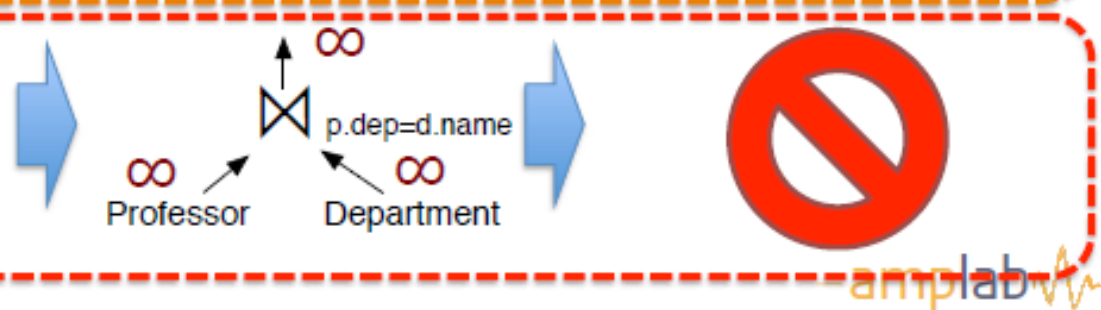 ∞
p.dep=d.name
∞ ∞
Professor Department
amplab